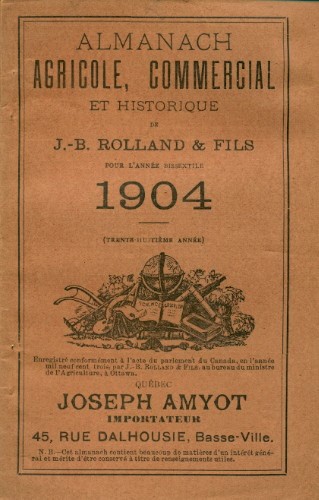 ALMANACH
AGRICOLE, COMMERCIAL
ET HISTORIQUE
DE
J.-B. ROLLAND & FILS
POUR L'ANNÉE BISSEXTILE
1904
(TRENTE-HUITIÈME ANNÉE)
Enregistré conformément à l'acte du parlement du Canada, en l'année
mil neuf cent trois, par J.-B. ROLLAND & FILS, au bureau du ministre
de l'Agriculture, à Ottawa.
QUÉBEC
JOSEPH AMYOT
IMPORTATEUR
45, RUE DALHOUSIE, Basse-Ville.
N. B.—Cet almanach contient beaucoup de matières d'un intérêt géné-
ral et mérite d'être conservé à titre de renseignements utiles.